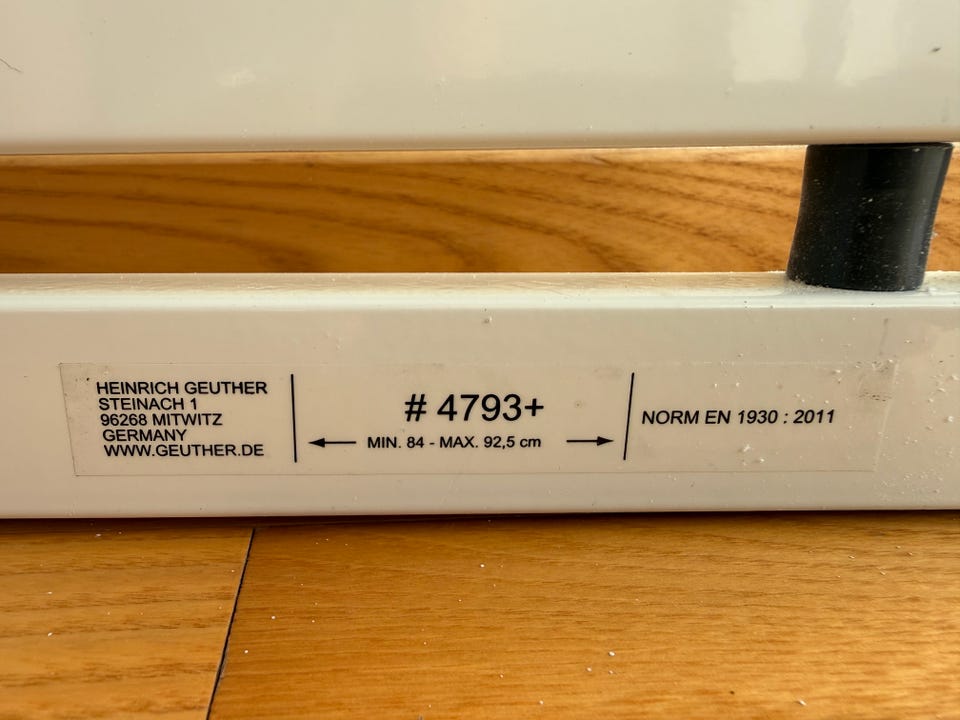 HEINRICH GEUTHER
STEINACH 1
96268 MITWITZ
GERMANY
WWW.GEUTHER.DE
# 4793+
MIN. 84 - MAX. 92,5 cm
NORM EN 1930 : 2011